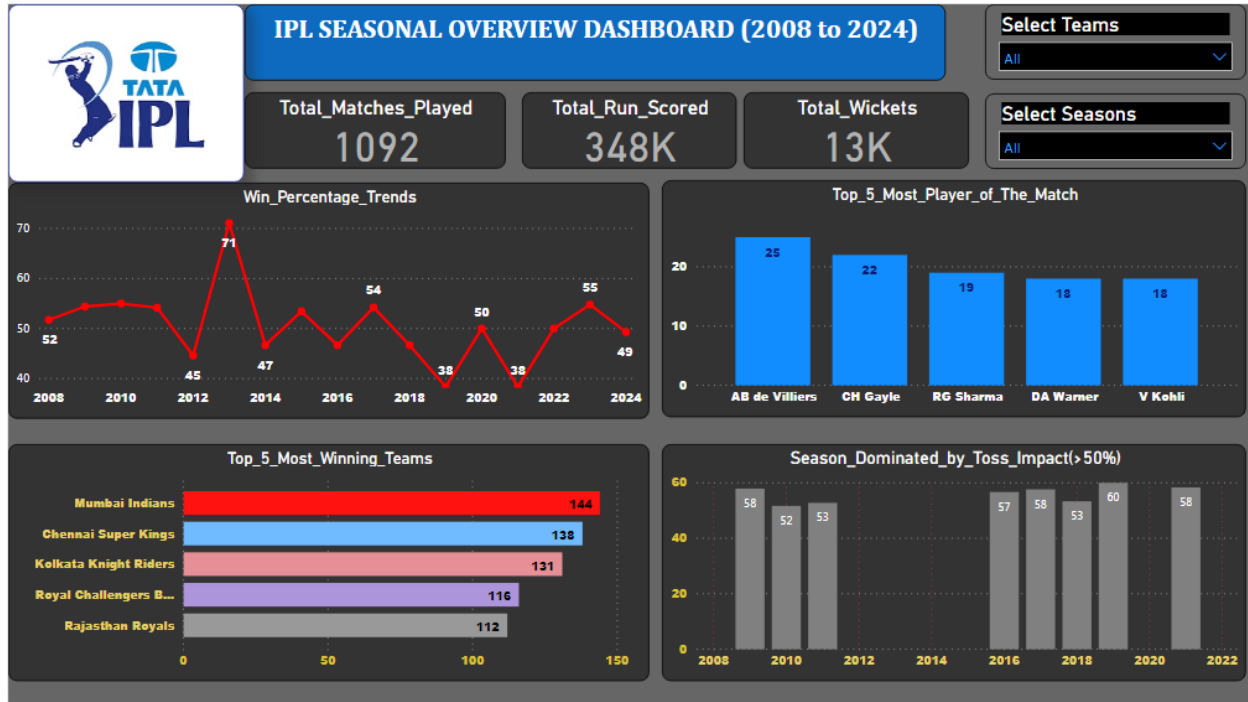 TATA
IPL
IPL SEASONAL OVERVIEW DASHBOARD (2008 to 2024)
Select Teams
All
Total_Matches_Played
1092
Total_Run_Scored
348K
Total_Wickets
13K
Select Seasons
All
Win_Percentage_Trends
70
60
50
40
52
45
71
47
54
38
50
38
55
49
2008 2010 2012 2014 2016 2018 2020 2022 2024
Top_5_Most_Player_of_The_Match
20
10
0
25
22
19
18
18
AB de Villiers CH Gayle RG Sharma DA Warner V Kohli
Top_5_Most_Winning_Teams
Mumbai Indians 144
Chennai Super Kings 138
Kolkata Knight Riders 131
Royal Challengers B... 116
Rajasthan Royals 112
0 50 100 150
Season_Dominated_by_Toss_Impact(>50%)
60
40
20
0
58
52
53
57
58
53
60
58
2008 2010 2012 2014 2016 2018 2020 2022